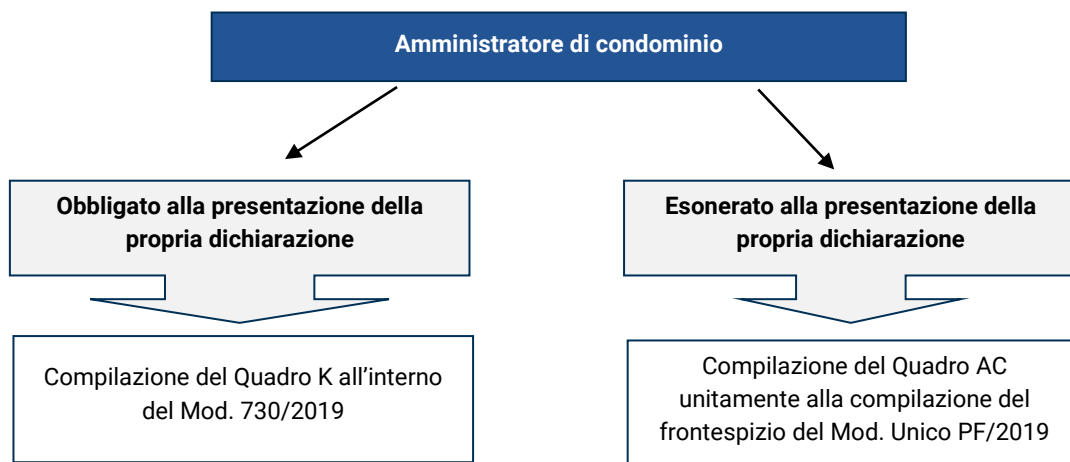 Amministratore di condominio
Obbligato alla presentazione della
propria dichiarazione
Esonerato alla presentazione della
propria dichiarazione
Compilazione del Quadro K all’interno
del Mod. 730/2019
Compilazione del Quadro AC
unitamente alla compilazione del
frontespizio del Mod. Unico PF/2019